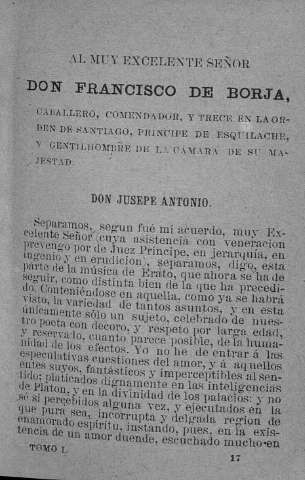 AL MUY EXCELENTE SEÑOR
DON FRANCISCO DE BORJA,
CABALLERO, COMENDADOR, Y TRECE EN LA OR-
DEN DE SANTIAGO, PRINCIPE DE ESQUILACHE,
Y GENTILHOMBRE DE LA CÁMARA DE SU MA-
JESTAD.
DON JUSEPE ANTONIO.
Separamos, segun fué mi acuerdo, muy Ex-
celente Señor (cuya asistencia con veneracion
prevengo por de Juez Principe, en jerarquía, en
ingenio y en erudicion), separamos, digo, esta
parte de la música de Erato, que ahora se ha de
seguir, como distinta bien de la que ha precedi-
do. Conteniéndose en aquella, como ya se habrá
visto, la variedad de tantos asuntos, y en esta
únicamente sólo un sujeto, celebrado de nues-
tro poeta con decoro, y respeto por larga edad,
y reservado, cuanto parece posible, de la huma-
nidad de los efectos. Yo no he de entrar á las
especulativas cuestiones del amor, y á aquellos
entes suyos, fantásticos y imperceptibles al sen-
tido; platicados dignamente en las inteligencias
de Platon, y en la divinidad de los palacios: y no
sé si percebidos alguna vez, y ejecutados en la
que pura sea, incorrupta y delgada region de
enamorado espíritu, instando, pues, en la exis-
tencia de un amor duende, escuchado mucho en
TOMO I. 17